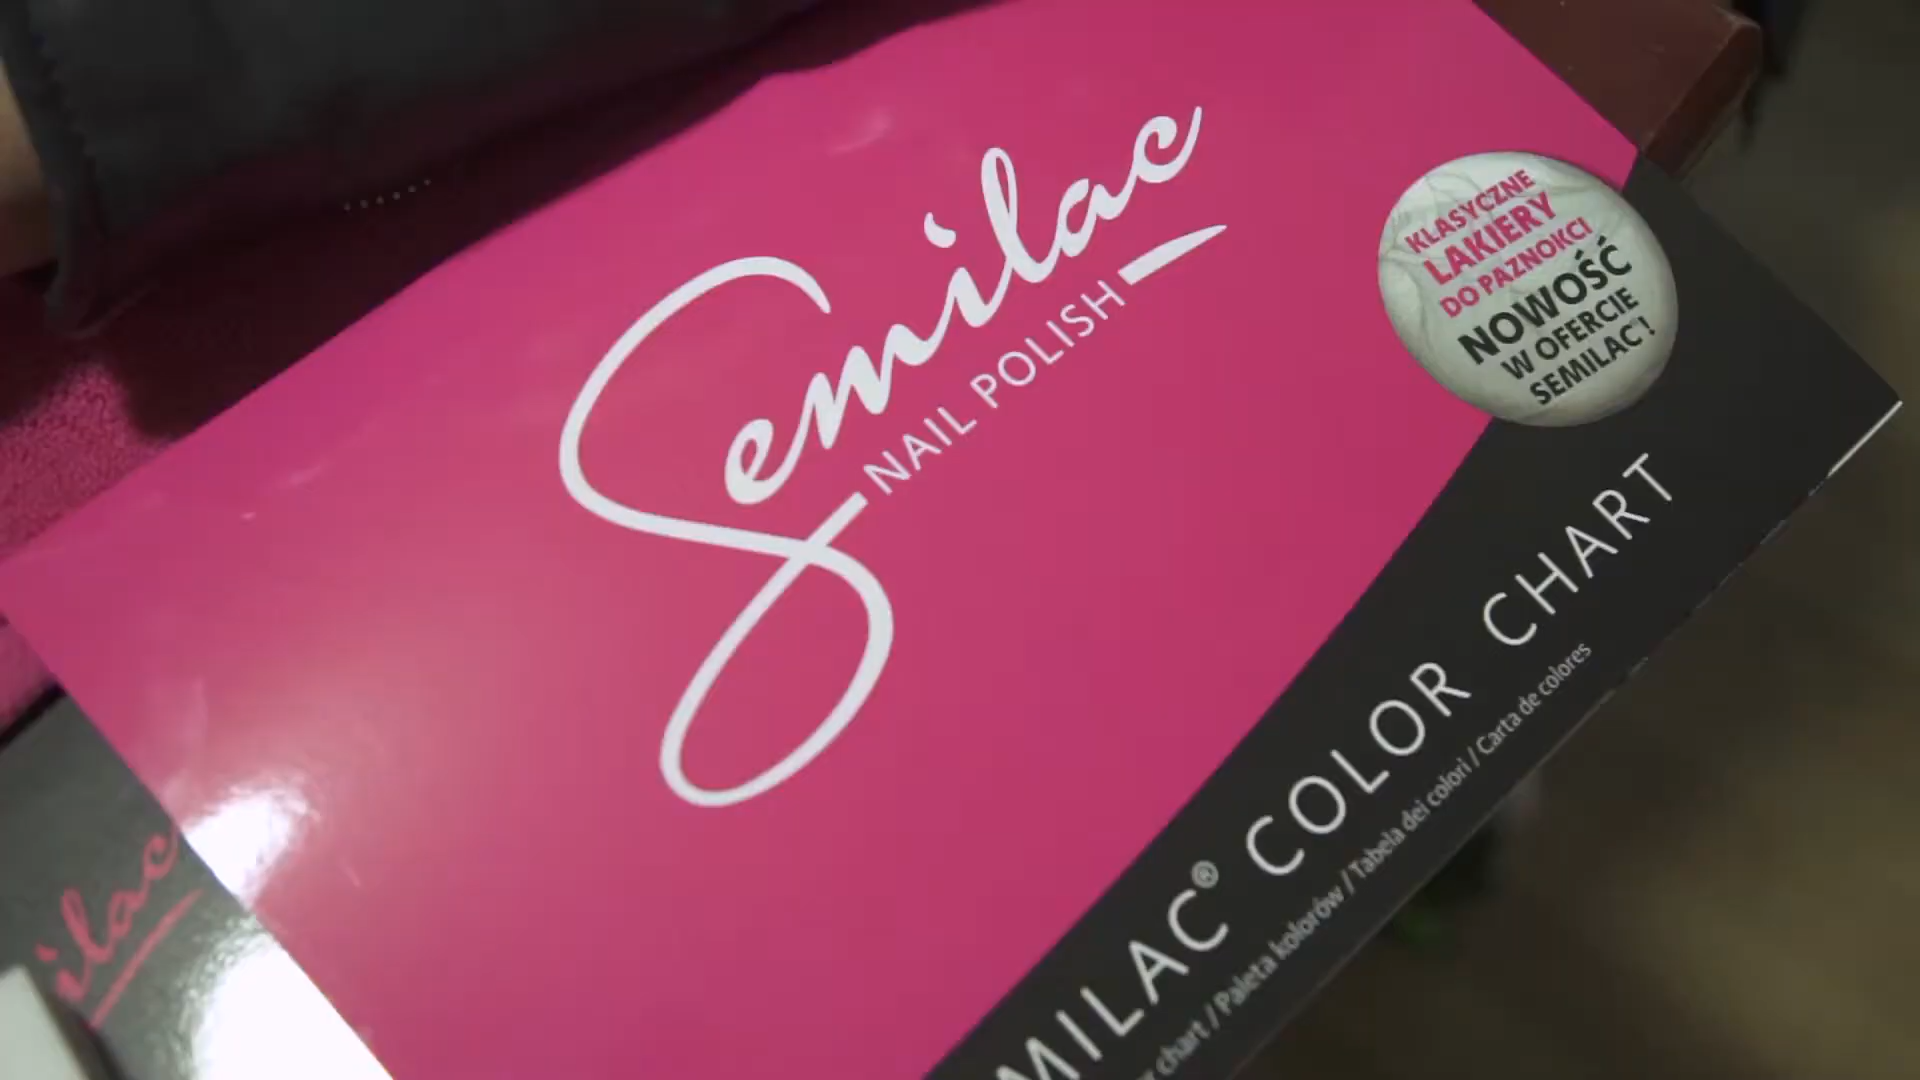 Semilac
NAIL POLISH
KLASYCZNE
LAKIERY
DO PAZNOKCI
NOWOŚĆ
W OFERCIE
SEMILAC!
MILAC® COLOR CHART
chart / Paleta kolorów / Tabela dei colori / Carta de colores
ilac